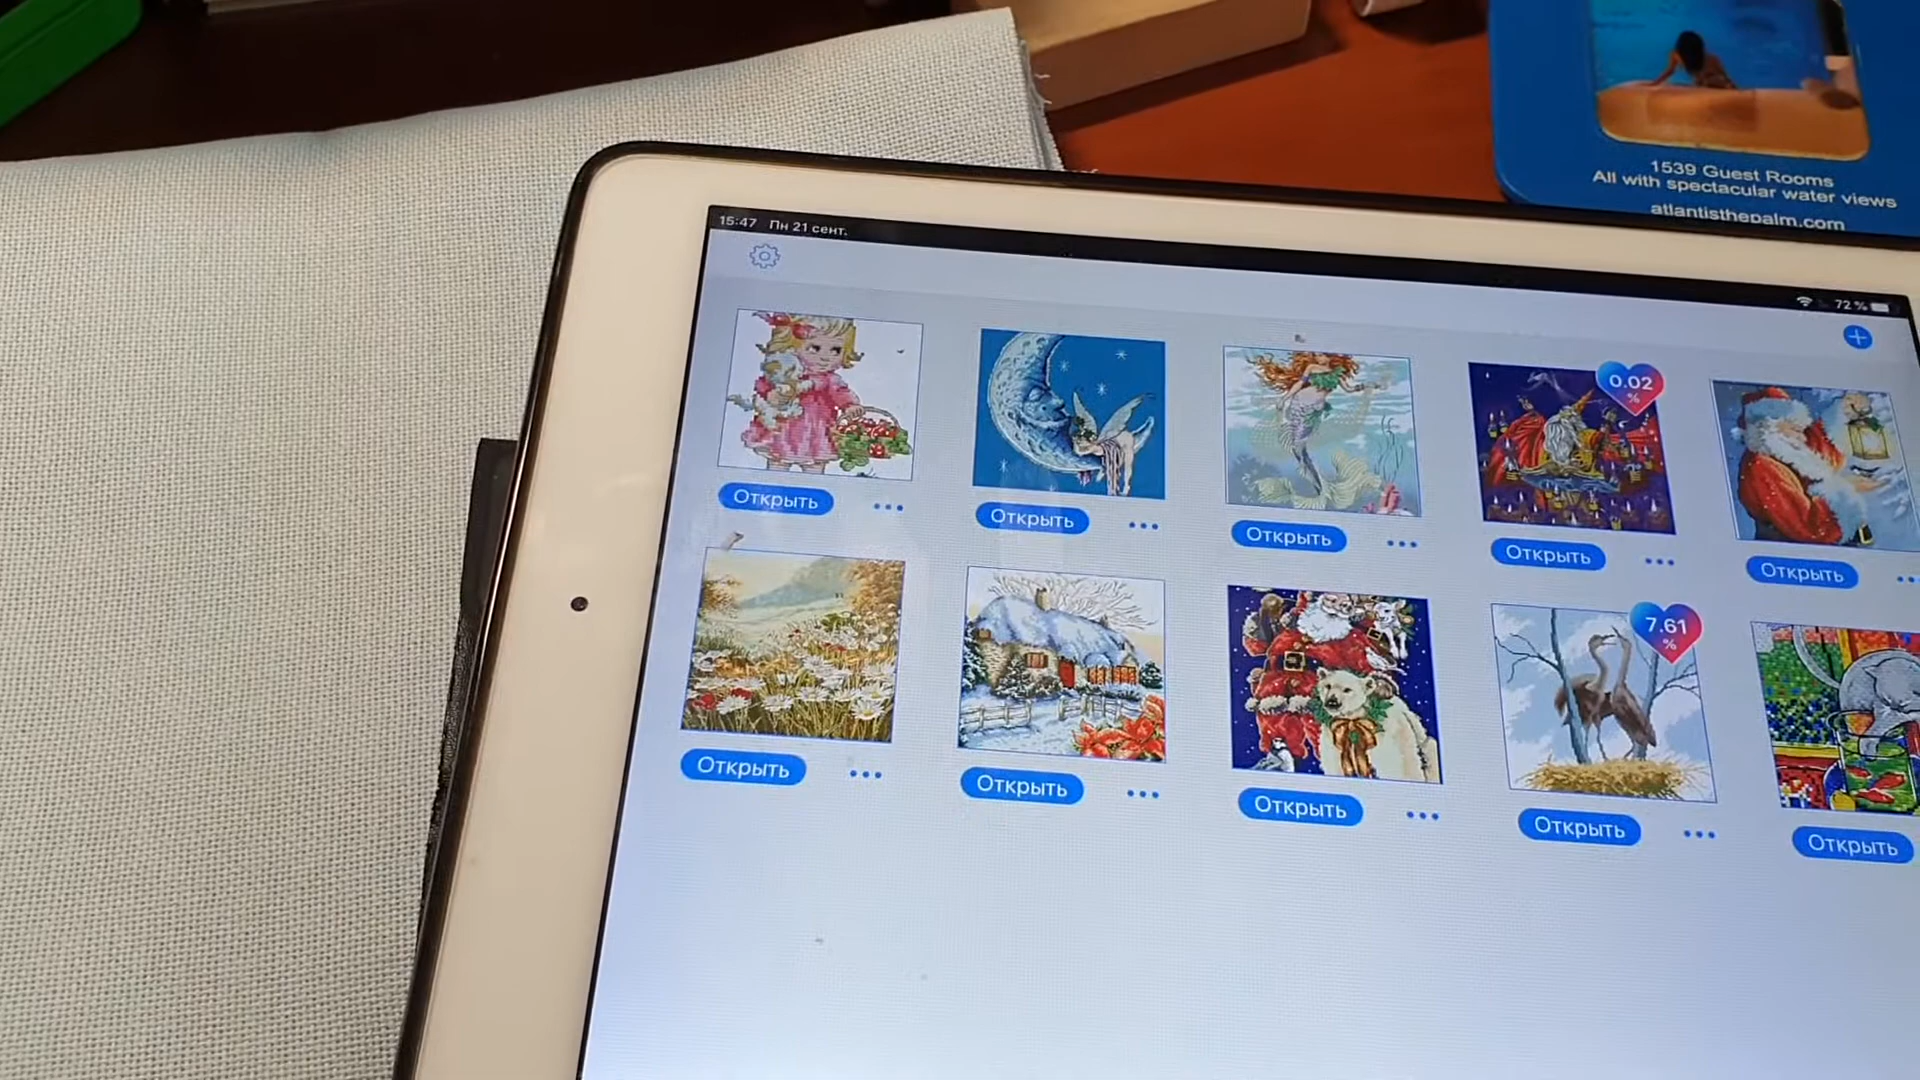 1539 Guest Rooms
All with spectacular water views
atlantisthepalm.com
15:47 Пн 21 сент.
72 %
0.02
%
Открыть
Открыть
Открыть
Открыть
Открыть
7.61
%
Открыть
Открыть
Открыть
Открыть
Открыть